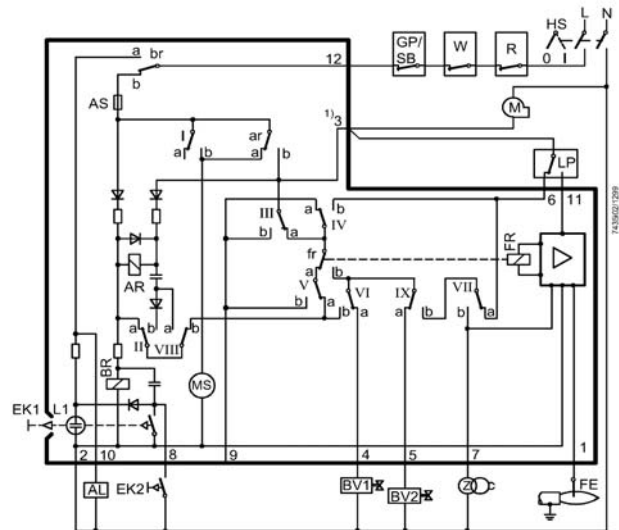 HS L N
a br
b
12
GP/
SB
W
R
0 I
AS
1) 3
M
I
a b
ar
a b
LP
6 11
7439z02/1299
III
b a
a b
IV
fr
FR
AR
a b
V
b a
VI
b a
IX
a b
VII
b a
a b a b
II VIII
BR
MS
EK1 L1
2 10 8 9 4 5 7 1
AL
EK2
BV1
BV2
Z
FE